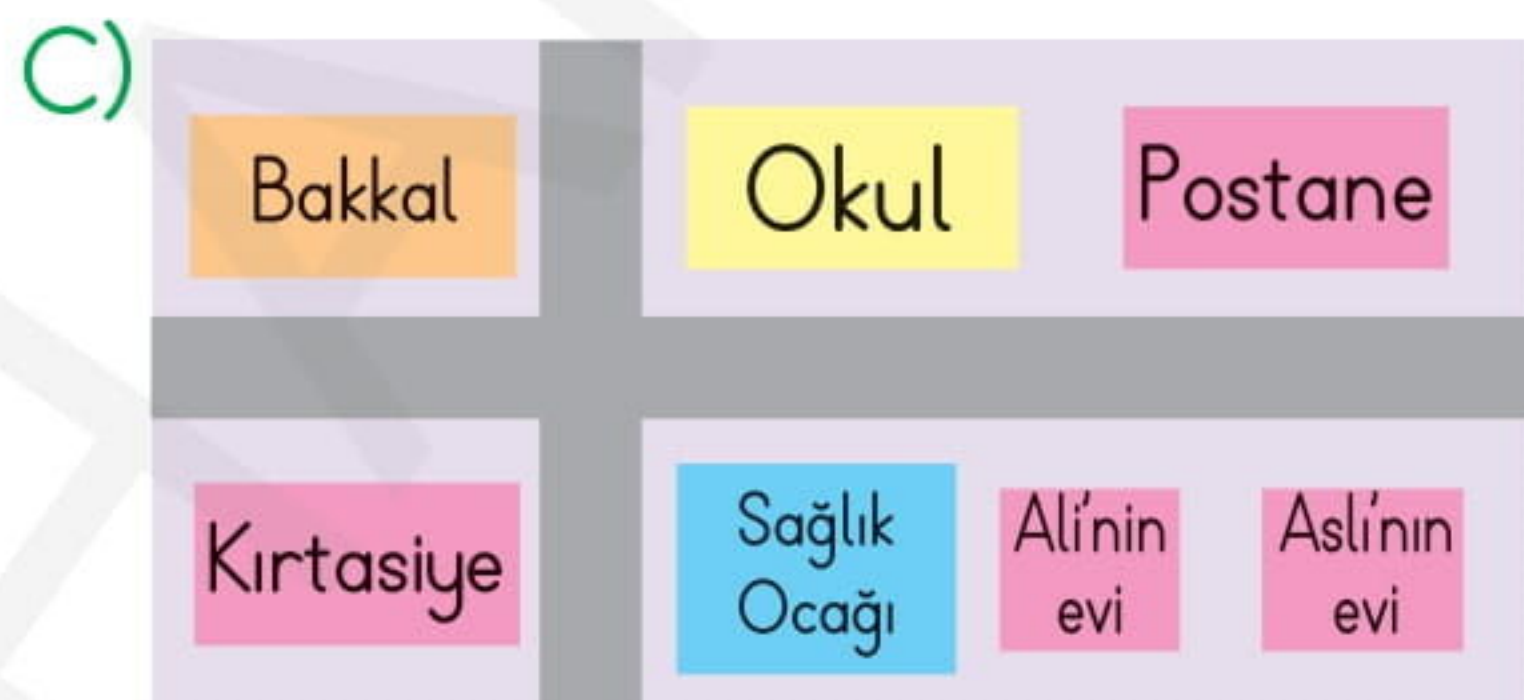 C)
Bakkal
Okul
Postane
Kırtasiye
Sağlık
Ocağı
Ali'nin
evi
Aslı'nın
evi